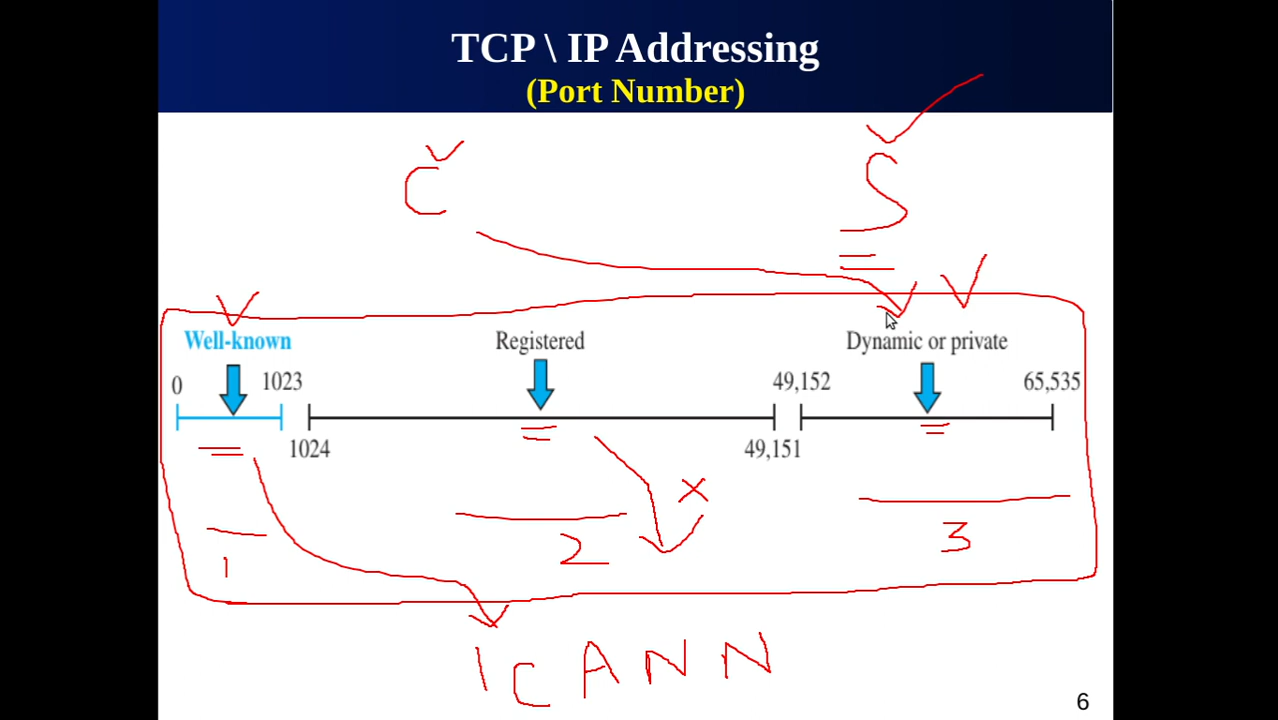 TCP \ IP Addressing
(Port Number)
C S
Well-known Registered Dynamic or private
0 1023 49,152 65,535
1024 49,151
x
1 2 3
ICANN
6